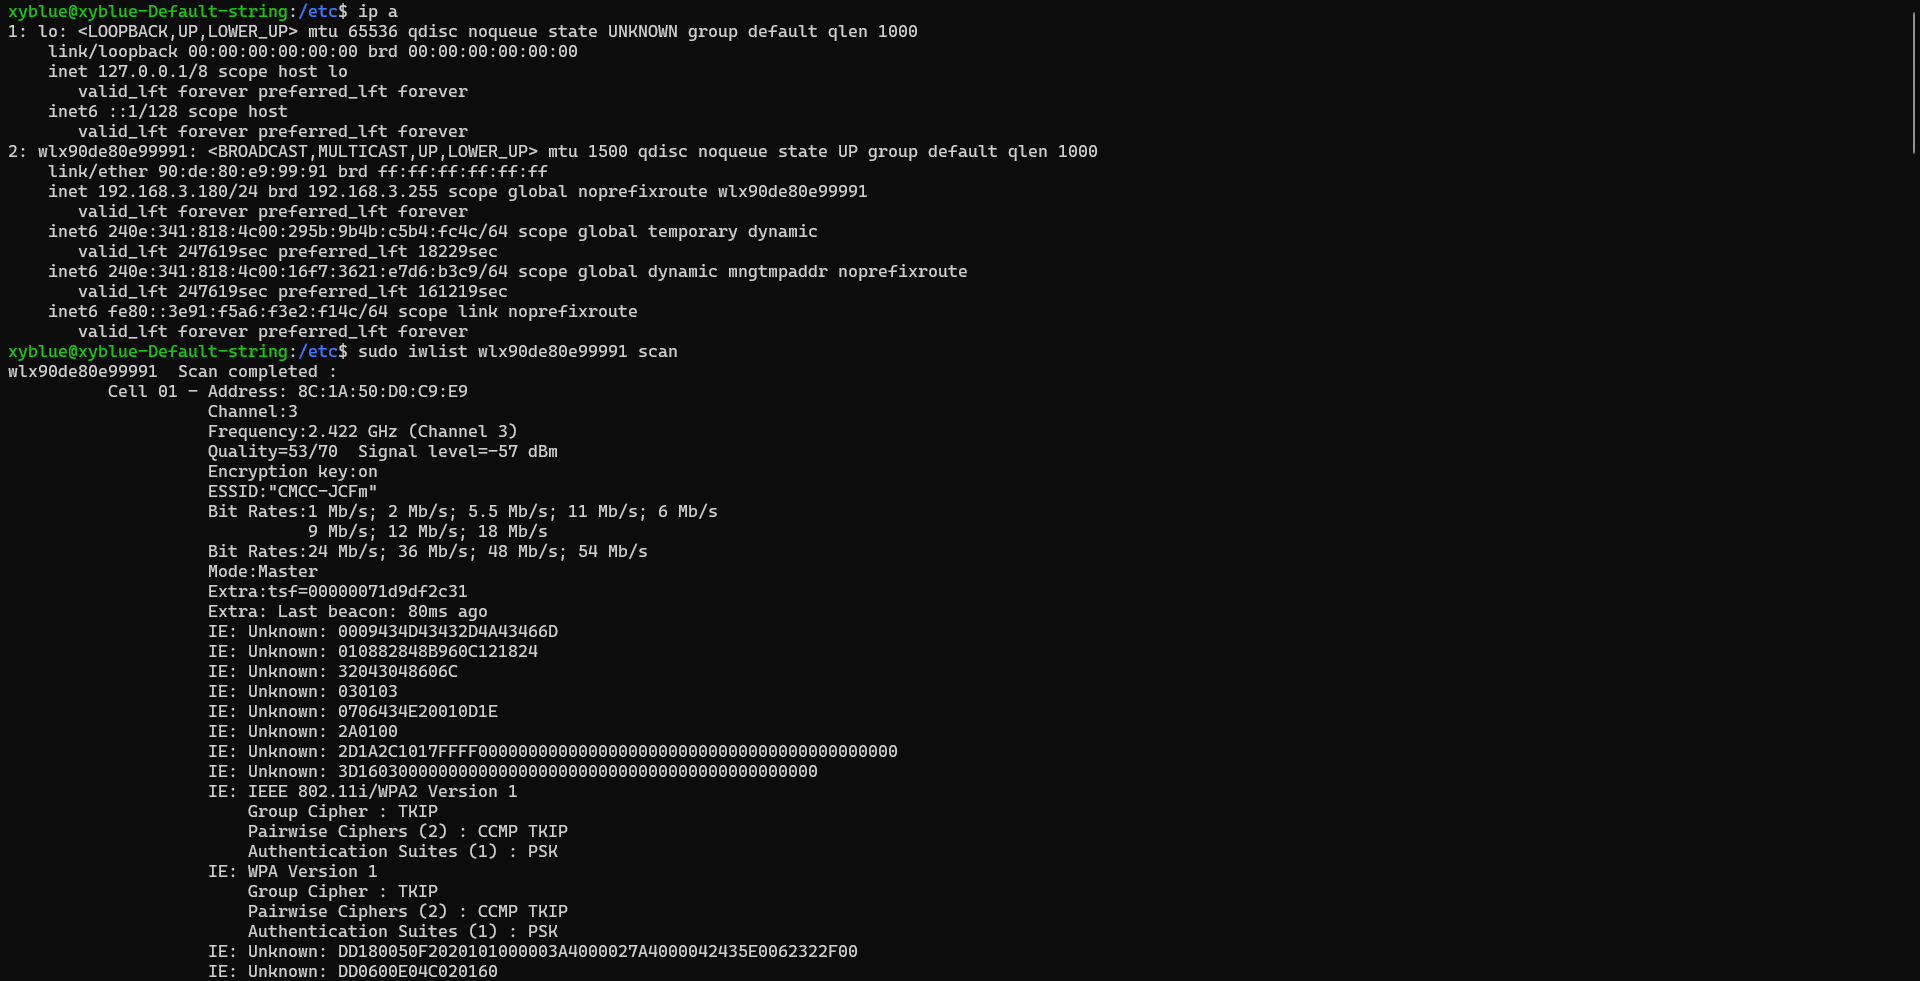 xyblue@xyblue-Default-string:/etc$ ip a
1: lo: <LOOPBACK,UP,LOWER_UP> mtu 65536 qdisc noqueue state UNKNOWN group default qlen 1000
    link/loopback 00:00:00:00:00:00 brd 00:00:00:00:00:00
    inet 127.0.0.1/8 scope host lo
       valid_lft forever preferred_lft forever
    inet6 ::1/128 scope host
       valid_lft forever preferred_lft forever
2: wlx90de80e99991: <BROADCAST,MULTICAST,UP,LOWER_UP> mtu 1500 qdisc noqueue state UP group default qlen 1000
    link/ether 90:de:80:e9:99:91 brd ff:ff:ff:ff:ff:ff
    inet 192.168.3.180/24 brd 192.168.3.255 scope global noprefixroute wlx90de80e99991
       valid_lft forever preferred_lft forever
    inet6 240e:341:818:4c00:295b:9b4b:c5b4:fc4c/64 scope global temporary dynamic
       valid_lft 247619sec preferred_lft 18229sec
    inet6 240e:341:818:4c00:16f7:3621:e7d6:b3c9/64 scope global dynamic mngtmpaddr noprefixroute
       valid_lft 247619sec preferred_lft 161219sec
    inet6 fe80::3e91:f5a6:f3e2:f14c/64 scope link noprefixroute
       valid_lft forever preferred_lft forever
xyblue@xyblue-Default-string:/etc$ sudo iwlist wlx90de80e99991 scan
wlx90de80e99991  Scan completed :
          Cell 01 - Address: 8C:1A:50:D0:C9:E9
                    Channel:3
                    Frequency:2.422 GHz (Channel 3)
                    Quality=53/70  Signal level=-57 dBm
                    Encryption key:on
                    ESSID:"CMCC-JCFm"
                    Bit Rates:1 Mb/s; 2 Mb/s; 5.5 Mb/s; 11 Mb/s; 6 Mb/s
                              9 Mb/s; 12 Mb/s; 18 Mb/s
                    Bit Rates:24 Mb/s; 36 Mb/s; 48 Mb/s; 54 Mb/s
                    Mode:Master
                    Extra:tsf=00000071d9df2c31
                    Extra: Last beacon: 80ms ago
                    IE: Unknown: 0009434D43432D4A43466D
                    IE: Unknown: 010882848B960C121824
                    IE: Unknown: 32043048606C
                    IE: Unknown: 030103
                    IE: Unknown: 0706434E20010D1E
                    IE: Unknown: 2A0100
                    IE: Unknown: 2D1A2C1017FFFF000000000000000000000000000000000000000000
                    IE: Unknown: 3D1603000000000000000000000000000000000000000000
                    IE: IEEE 802.11i/WPA2 Version 1
                        Group Cipher : TKIP
                        Pairwise Ciphers (2) : CCMP TKIP
                        Authentication Suites (1) : PSK
                    IE: WPA Version 1
                        Group Cipher : TKIP
                        Pairwise Ciphers (2) : CCMP TKIP
                        Authentication Suites (1) : PSK
                    IE: Unknown: DD180050F2020101000003A4000027A4000042435E0062322F00
                    IE: Unknown: DD0600E04C020160